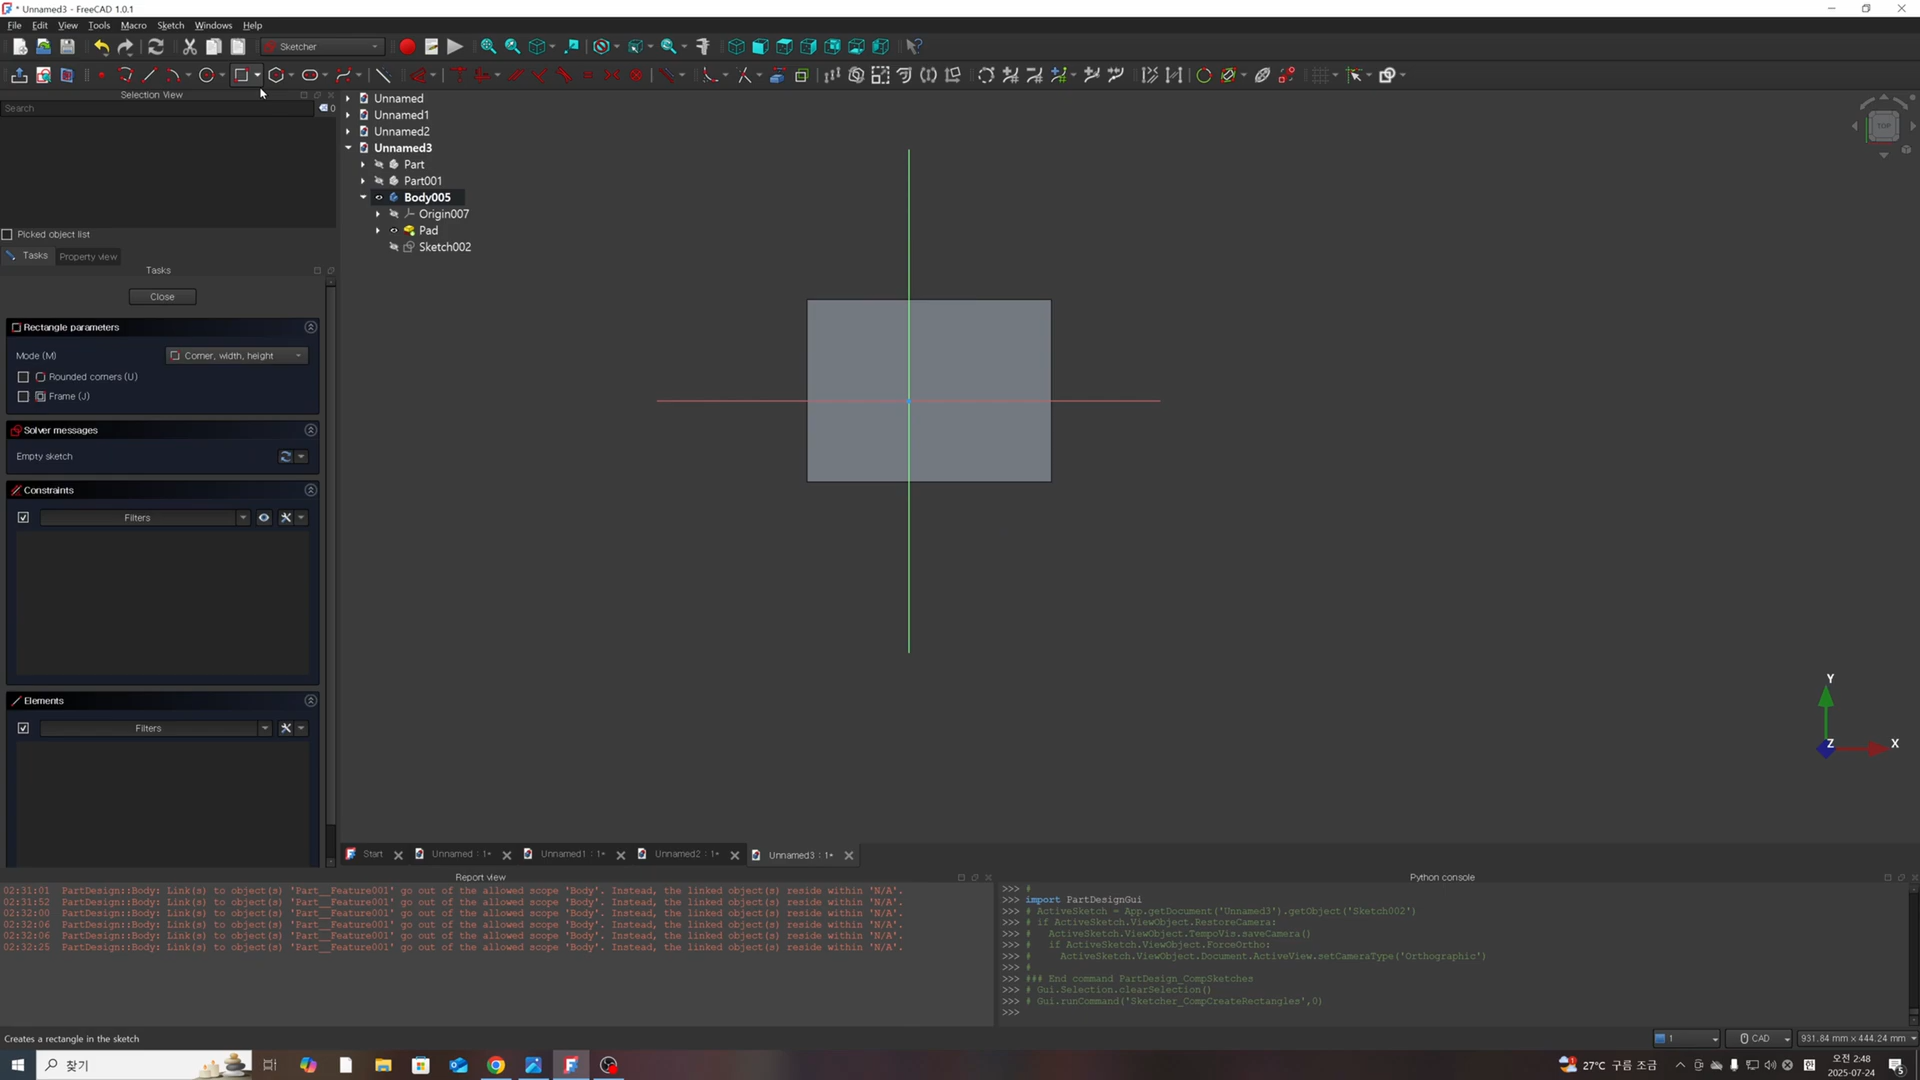 * Unnamed3 - FreeCAD 1.0.1
File Edit View Tools Macro Sketch Windows Help
Sketcher
Selection View
Search
0
Picked object list
Tasks Property view
Tasks
Close
Rectangle parameters
Mode (M) Corner, width, height
Rounded corners (U)
Frame (J)
Solver messages
Empty sketch
Constraints
Filters
Elements
Filters
Unnamed
Unnamed1
Unnamed2
Unnamed3
Part
Part001
Body005
Origin007
Pad
Sketch002
TOP
Y
Z
X
Start Unnamed : 1* Unnamed1 : 1* Unnamed2 : 1* Unnamed3 : 1*
Report view
02:31:01 PartDesign::Body: Link(s) to object(s) 'Part__Feature001' go out of the allowed scope 'Body'. Instead, the linked object(s) reside within 'N/A'.
02:31:52 PartDesign::Body: Link(s) to object(s) 'Part__Feature001' go out of the allowed scope 'Body'. Instead, the linked object(s) reside within 'N/A'.
02:32:00 PartDesign::Body: Link(s) to object(s) 'Part__Feature001' go out of the allowed scope 'Body'. Instead, the linked object(s) reside within 'N/A'.
02:32:06 PartDesign::Body: Link(s) to object(s) 'Part__Feature001' go out of the allowed scope 'Body'. Instead, the linked object(s) reside within 'N/A'.
02:32:06 PartDesign::Body: Link(s) to object(s) 'Part__Feature001' go out of the allowed scope 'Body'. Instead, the linked object(s) reside within 'N/A'.
02:32:25 PartDesign::Body: Link(s) to object(s) 'Part__Feature001' go out of the allowed scope 'Body'. Instead, the linked object(s) reside within 'N/A'.
Python console
>>> #
>>> import PartDesignGui
>>> # ActiveSketch = App.getDocument('Unnamed3').getObject('Sketch002')
>>> # if ActiveSketch.ViewObject.RestoreCamera:
>>> #   ActiveSketch.ViewObject.TempoVis.saveCamera()
>>> #   if ActiveSketch.ViewObject.ForceOrtho:
>>> #     ActiveSketch.ViewObject.Document.ActiveView.setCameraType('Orthographic')
>>> #
>>> ### End command PartDesign_CompSketches
>>> # Gui.Selection.clearSelection()
>>> # Gui.runCommand('Sketcher_CompCreateRectangles',0)
>>>
Creates a rectangle in the sketch
1
CAD
931.84 mm x 444.24 mm
찾기
27°C 구름 조금
오전 2:48
2025-07-24
5